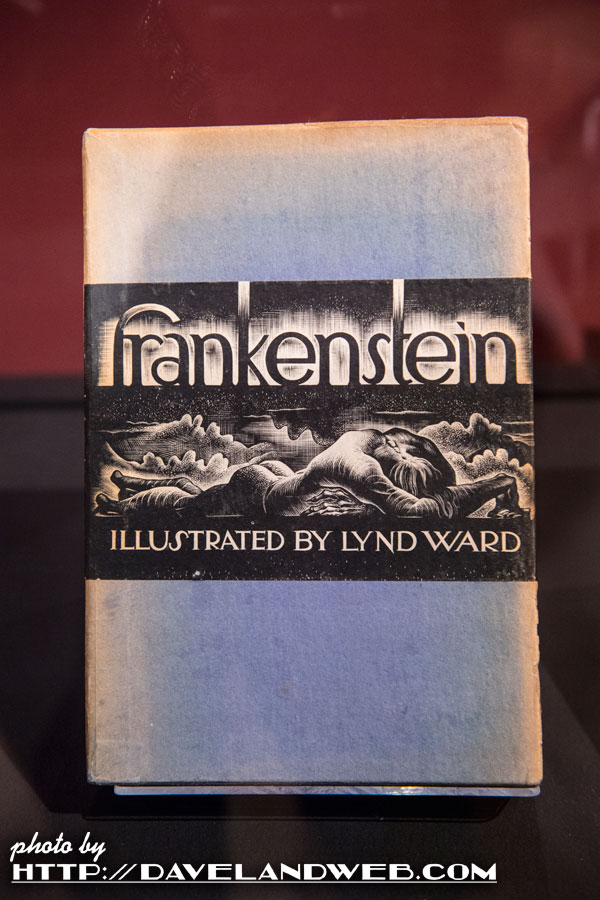 frankenstein
ILLUSTRATED BY LYND WARD
photo by
HTTP://DAVELANDWEB.COM